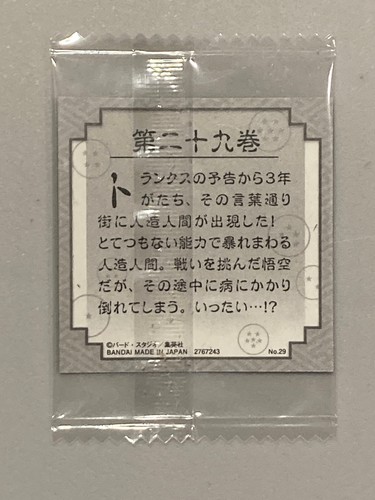 第二十九巻
トランクスの予告から3年
がたち、その言葉通り
街に人造人間が出現した!
とてつもない能力で暴れまわる
人造人間。戦いを挑んだ悟空
だが、その途中に病にかかり
倒れてしまう。いったい…!?
©バード・スタジオ/集英社
BANDAI MADE IN JAPAN 2767243 No.29